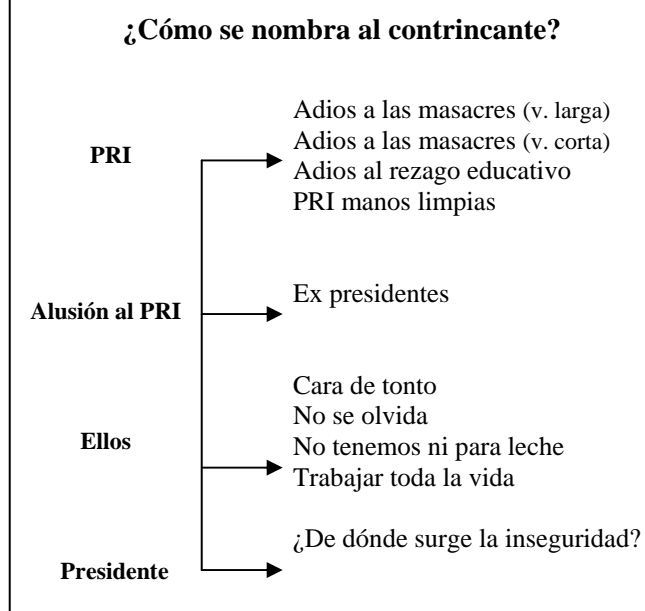 ¿Cómo se nombra al contrincante?
PRI
Adios a las masacres (v. larga)
Adios a las masacres (v. corta)
Adios al rezago educativo
PRI manos limpias
Alusión al PRI
Ex presidentes
Ellos
Cara de tonto
No se olvida
No tenemos ni para leche
Trabajar toda la vida
Presidente
¿De dónde surge la inseguridad?